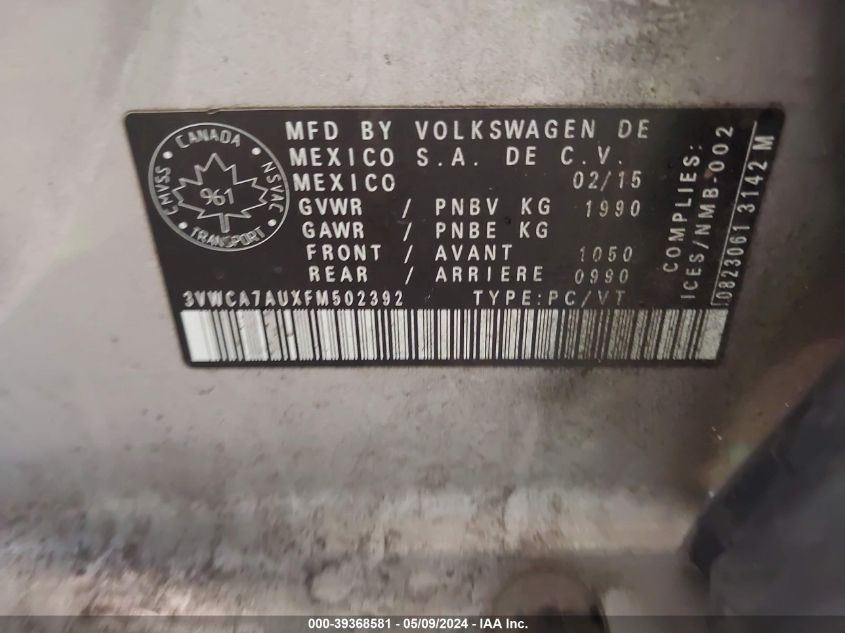 CANADA
CMVSS
NSVAC
961
TRANSPORT
MFD BY VOLKSWAGEN DE
MEXICO S.A. DE C.V.
MEXICO 02/15
GVWR / PNBV KG 1990
GAWR / PNBE KG
FRONT / AVANT 1050
REAR / ARRIERE 0990
3VWCA7AUXFM502392 TYPE:PC/VT
COMPLIES:
ICES/NMB-002
L0823061 3142 M
000-39368581 - 05/09/2024 - IAA Inc.